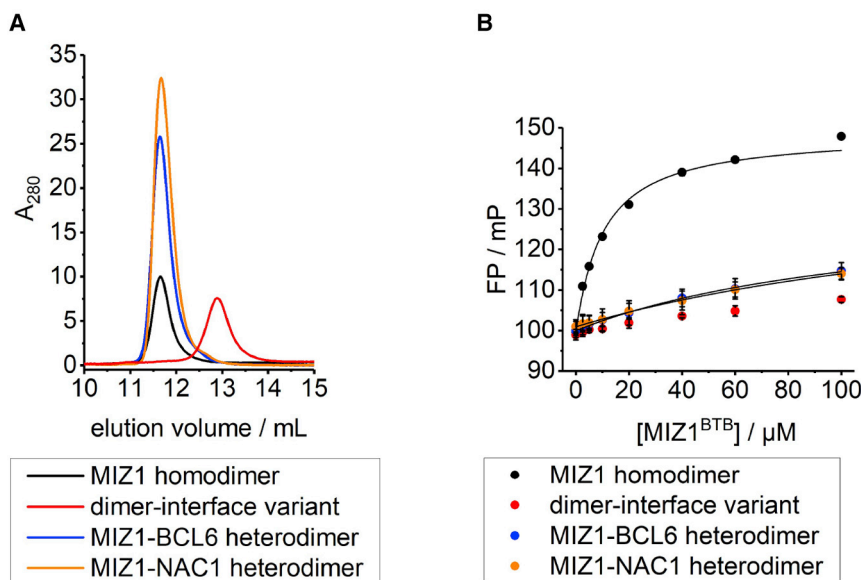 A
35
30
25
20
15
10
5
0
A280
10 11 12 13 14 15
elution volume / mL
MIZ1 homodimer
dimer-interface variant
MIZ1-BCL6 heterodimer
MIZ1-NAC1 heterodimer
B
150
140
130
120
110
100
90
FP / mP
0 20 40 60 80 100
[MIZ1BTB] / µM
MIZ1 homodimer
dimer-interface variant
MIZ1-BCL6 heterodimer
MIZ1-NAC1 heterodimer